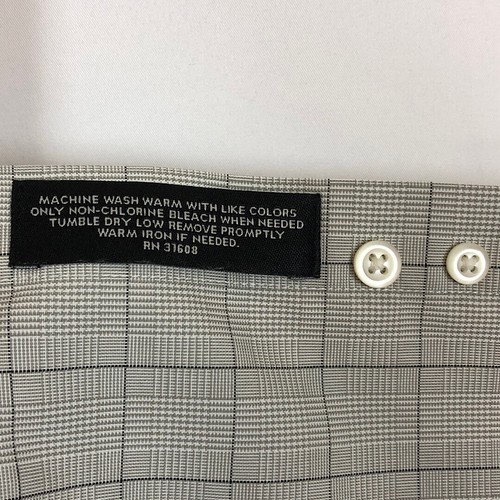 MACHINE WASH WARM WITH LIKE COLORS
ONLY NON-CHLORINE BLEACH WHEN NEEDED
TUMBLE DRY LOW REMOVE PROMPTLY
WARM IRON IF NEEDED.
RN 31608